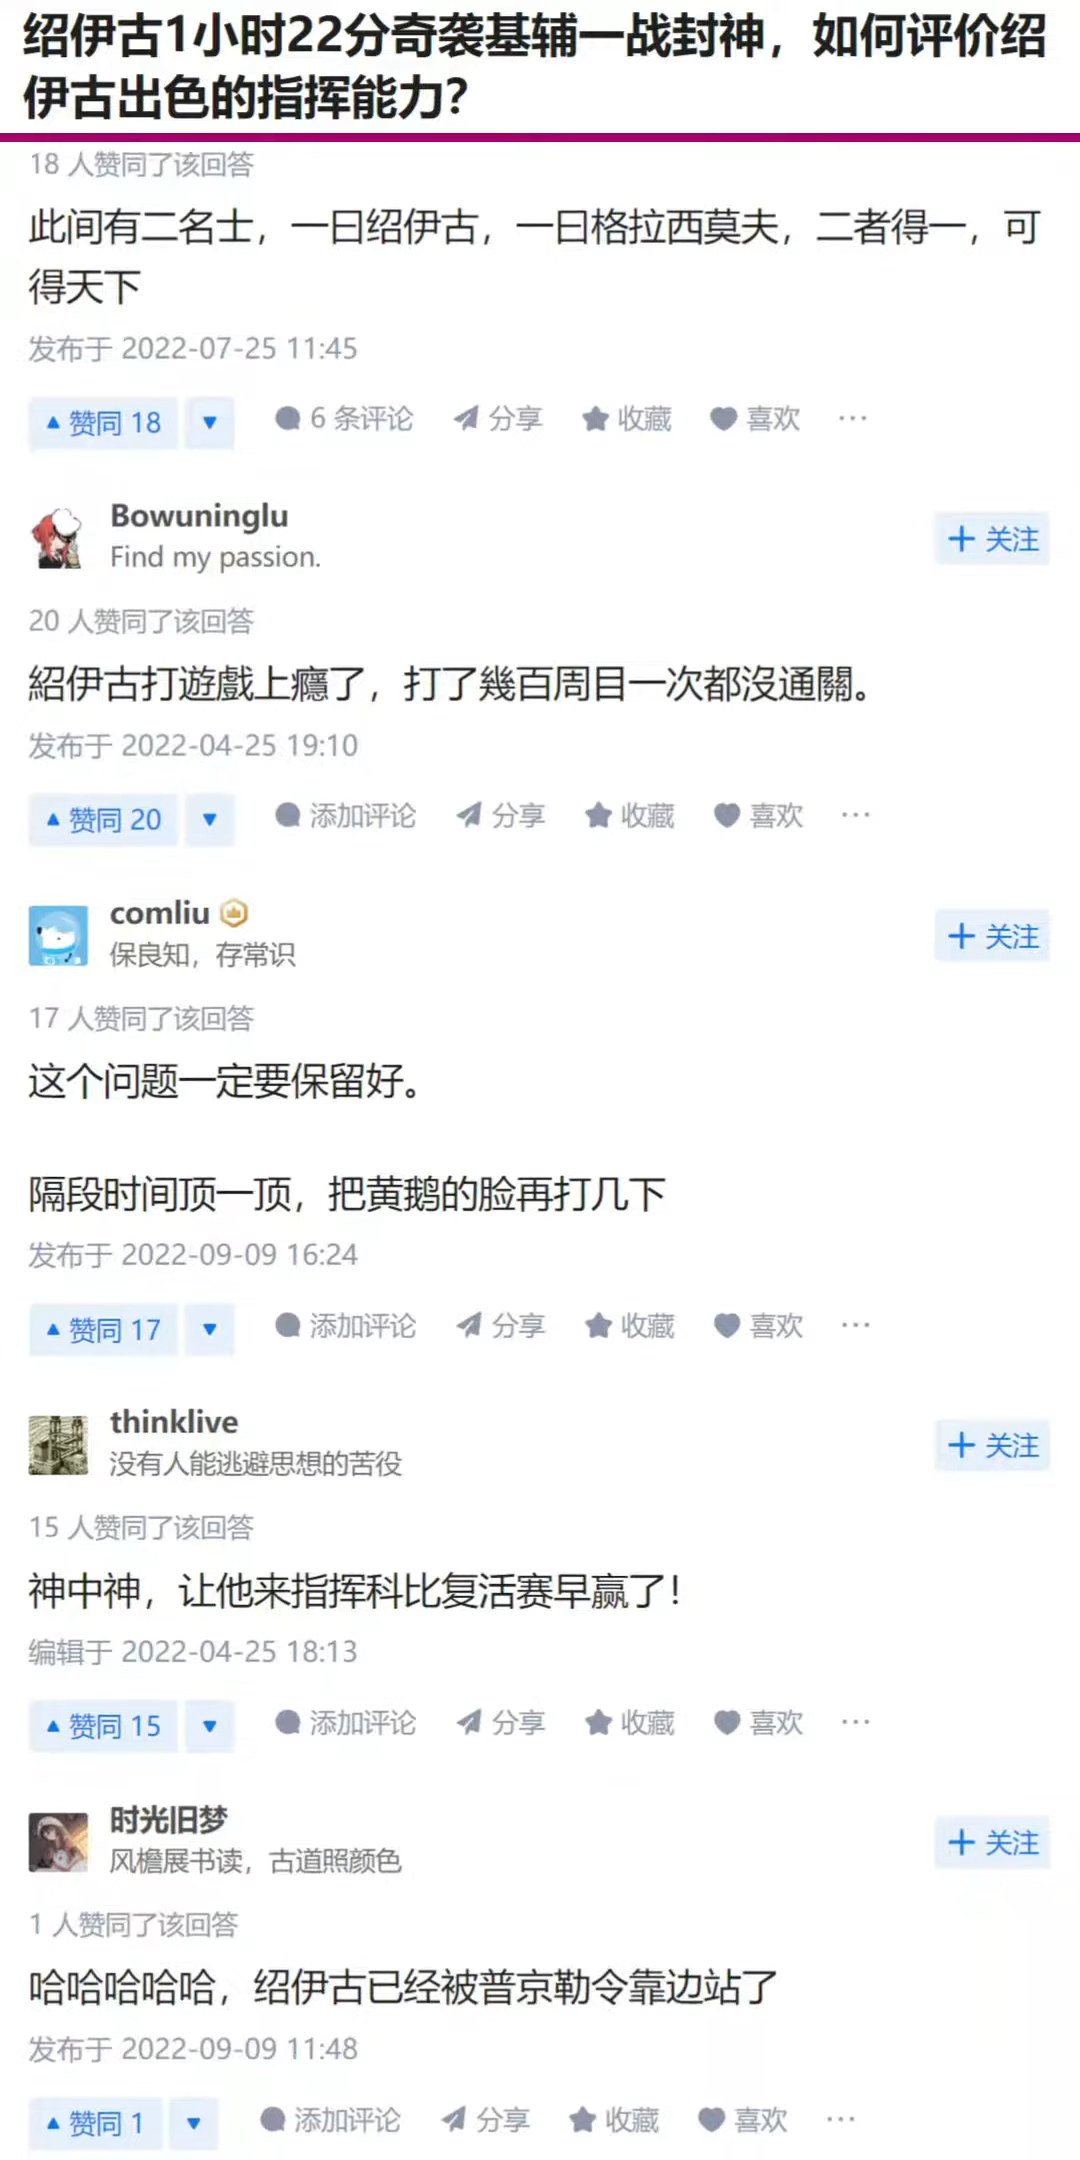 绍伊古1小时22分奇袭基辅一战封神，如何评价绍
伊古出色的指挥能力？
18 人赞同了该回答
此间有二名士，一曰绍伊古，一曰格拉西莫夫，二者得一，可
得天下
发布于 2022-07-25 11:45
赞同 18 6 条评论 分享 收藏 喜欢 ···
Bowuninglu
Find my passion.
+ 关注
20 人赞同了该回答
紹伊古打遊戲上癮了，打了幾百周目一次都沒通關。
发布于 2022-04-25 19:10
赞同 20 添加评论 分享 收藏 喜欢 ···
comliu
保良知，存常识
+ 关注
17 人赞同了该回答
这个问题一定要保留好。
隔段时间顶一顶，把黄鹅的脸再打几下
发布于 2022-09-09 16:24
赞同 17 添加评论 分享 收藏 喜欢 ···
thinklive
没有人能逃避思想的苦役
+ 关注
15 人赞同了该回答
神中神，让他来指挥科比复活赛早赢了！
编辑于 2022-04-25 18:13
赞同 15 添加评论 分享 收藏 喜欢 ···
时光旧梦
风檐展书读，古道照颜色
+ 关注
1 人赞同了该回答
哈哈哈哈哈，绍伊古已经被普京勒令靠边站了
发布于 2022-09-09 11:48
赞同 1 添加评论 分享 收藏 喜欢 ···